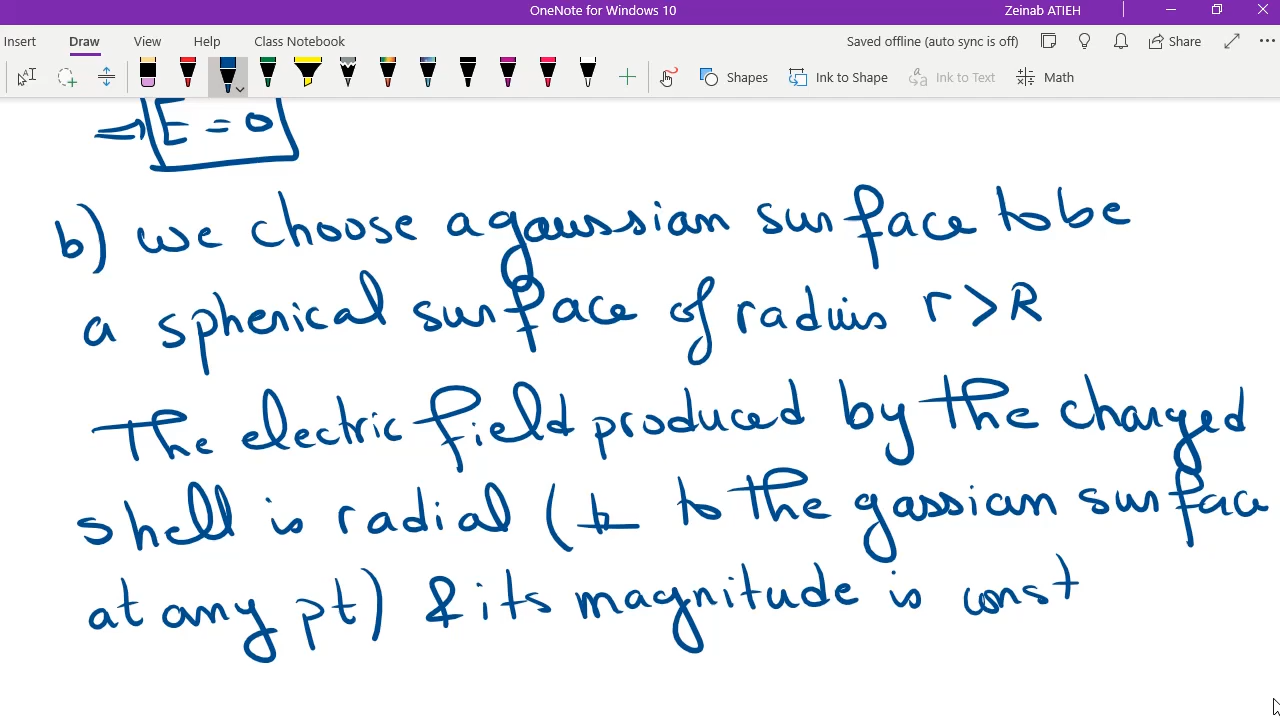 OneNote for Windows 10
Zeinab ATIEH
Insert Draw View Help Class Notebook
Saved offline (auto sync is off) Share
Shapes Ink to Shape Ink to Text Math
⇒ E = 0
b) we choose a gaussian surface to be
a spherical surface of radius r > R
The electric field produced by the charged
shell is radial (⊥ to the gassian surface
at any pt) & its magnitude is const